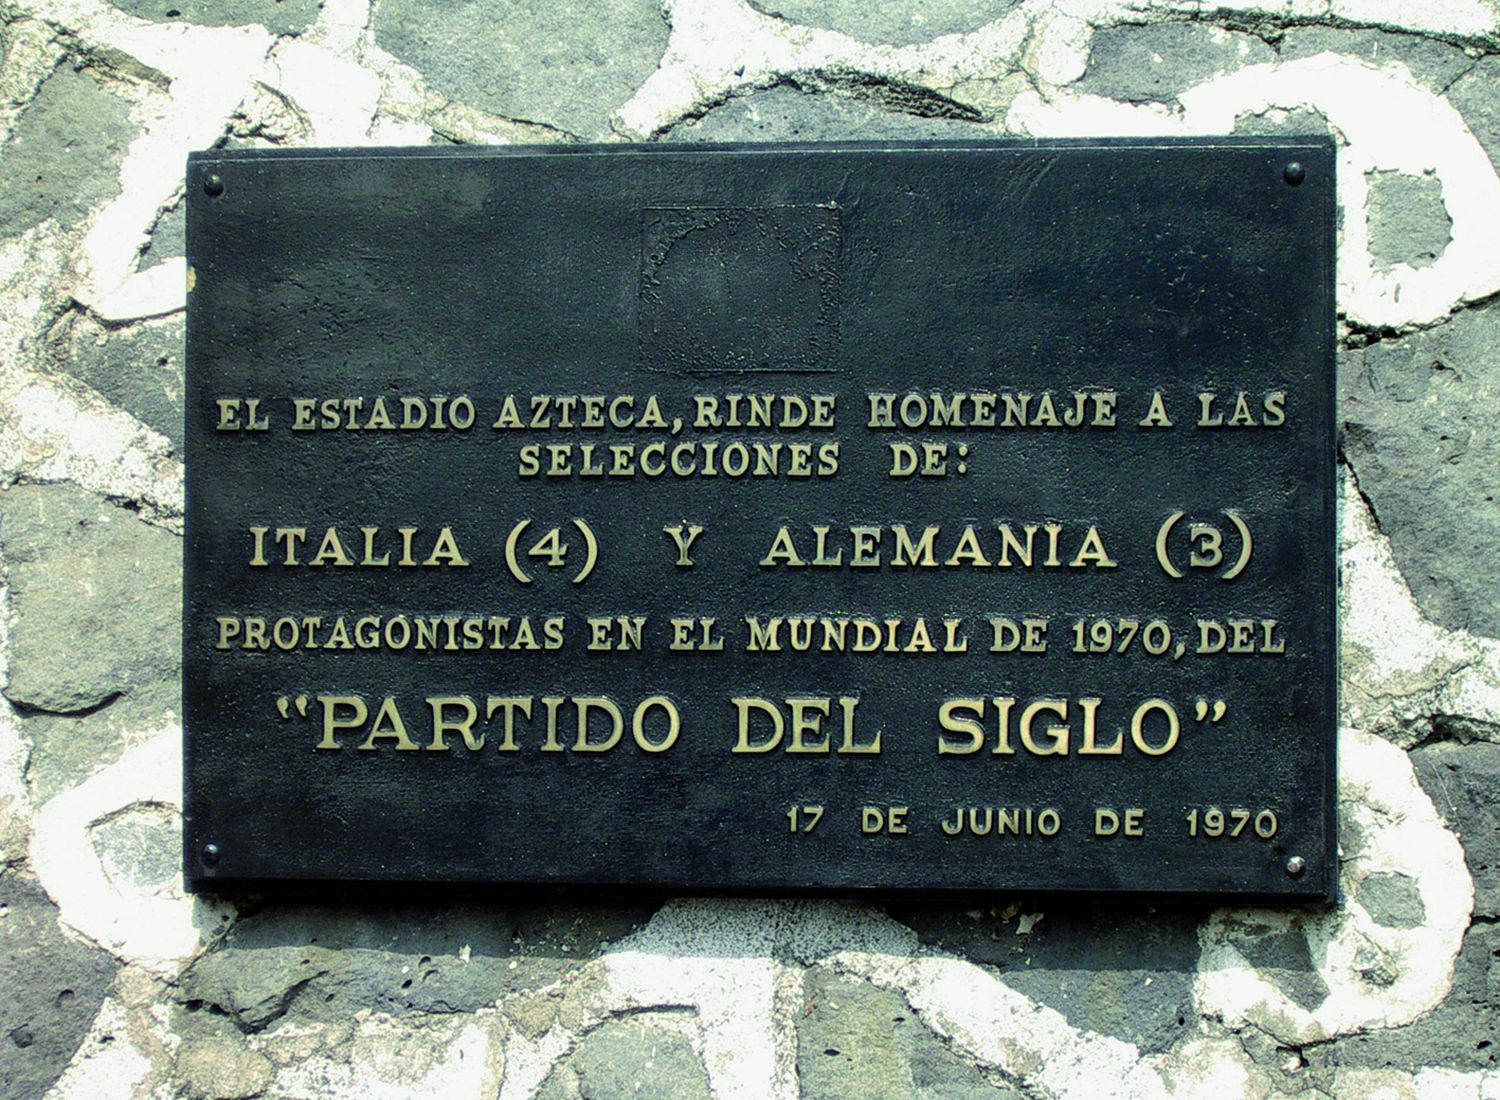 EL ESTADIO AZTECA, RINDE HOMENAJE A LAS
SELECCIONES DE:
ITALIA (4) Y ALEMANIA (3)
PROTAGONISTAS EN EL MUNDIAL DE 1970, DEL
"PARTIDO DEL SIGLO"
17 DE JUNIO DE 1970